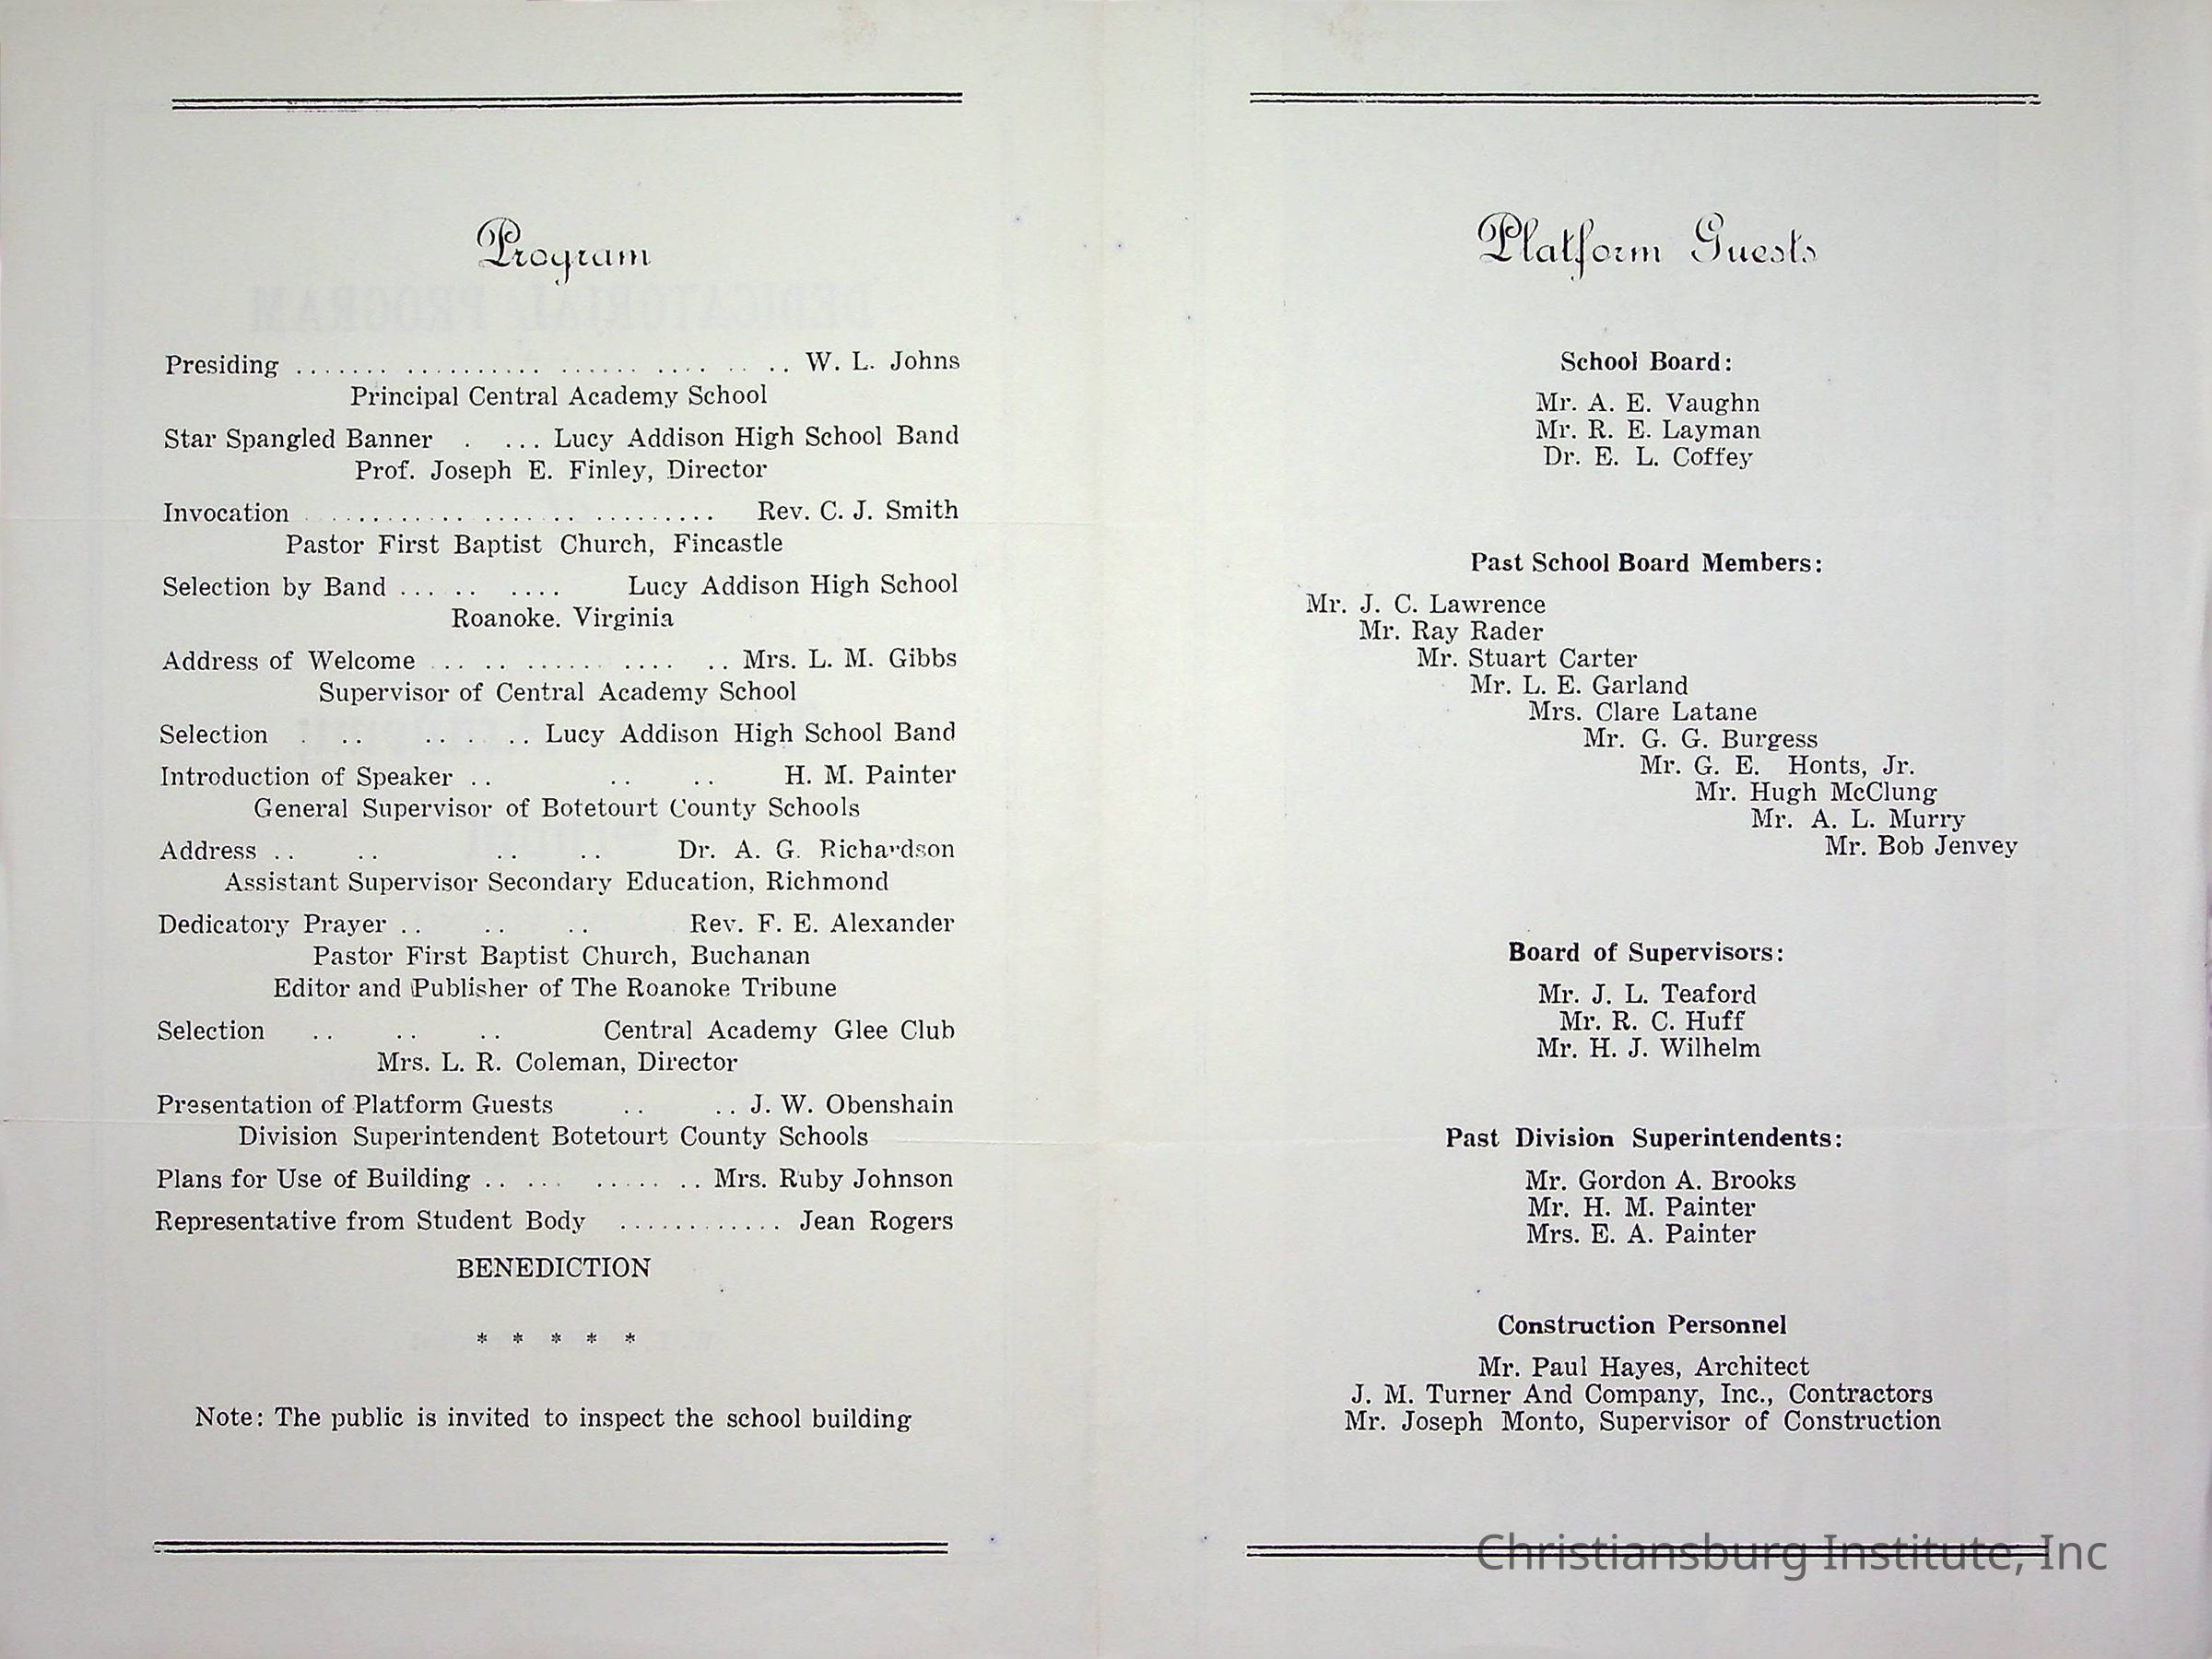 Program
Presiding .................................... W. L. Johns
Principal Central Academy School
Star Spangled Banner . ... Lucy Addison High School Band
Prof. Joseph E. Finley, Director
Invocation .................................. Rev. C. J. Smith
Pastor First Baptist Church, Fincastle
Selection by Band ... .. .... Lucy Addison High School
Roanoke. Virginia
Address of Welcome ... .. ...... .... .. Mrs. L. M. Gibbs
Supervisor of Central Academy School
Selection . .. .. . . .. Lucy Addison High School Band
Introduction of Speaker .. .. .. H. M. Painter
General Supervisor of Botetourt County Schools
Address .. .. .. .. Dr. A. G. Richardson
Assistant Supervisor Secondary Education, Richmond
Dedicatory Prayer .. .. .. Rev. F. E. Alexander
Pastor First Baptist Church, Buchanan
Editor and Publisher of The Roanoke Tribune
Selection .. .. .. Central Academy Glee Club
Mrs. L. R. Coleman, Director
Presentation of Platform Guests .. .. J. W. Obenshain
Division Superintendent Botetourt County Schools
Plans for Use of Building .. ... ..... .. Mrs. Ruby Johnson
Representative from Student Body ............ Jean Rogers
BENEDICTION
* * * * *
Note: The public is invited to inspect the school building
Platform Guests
School Board:
Mr. A. E. Vaughn
Mr. R. E. Layman
Dr. E. L. Coffey
Past School Board Members:
Mr. J. C. Lawrence
Mr. Ray Rader
Mr. Stuart Carter
Mr. L. E. Garland
Mrs. Clare Latane
Mr. G. G. Burgess
Mr. G. E. Honts, Jr.
Mr. Hugh McClung
Mr. A. L. Murry
Mr. Bob Jenvey
Board of Supervisors:
Mr. J. L. Teaford
Mr. R. C. Huff
Mr. H. J. Wilhelm
Past Division Superintendents:
Mr. Gordon A. Brooks
Mr. H. M. Painter
Mrs. E. A. Painter
Construction Personnel
Mr. Paul Hayes, Architect
J. M. Turner And Company, Inc., Contractors
Mr. Joseph Monto, Supervisor of Construction
Christiansburg Institute, Inc